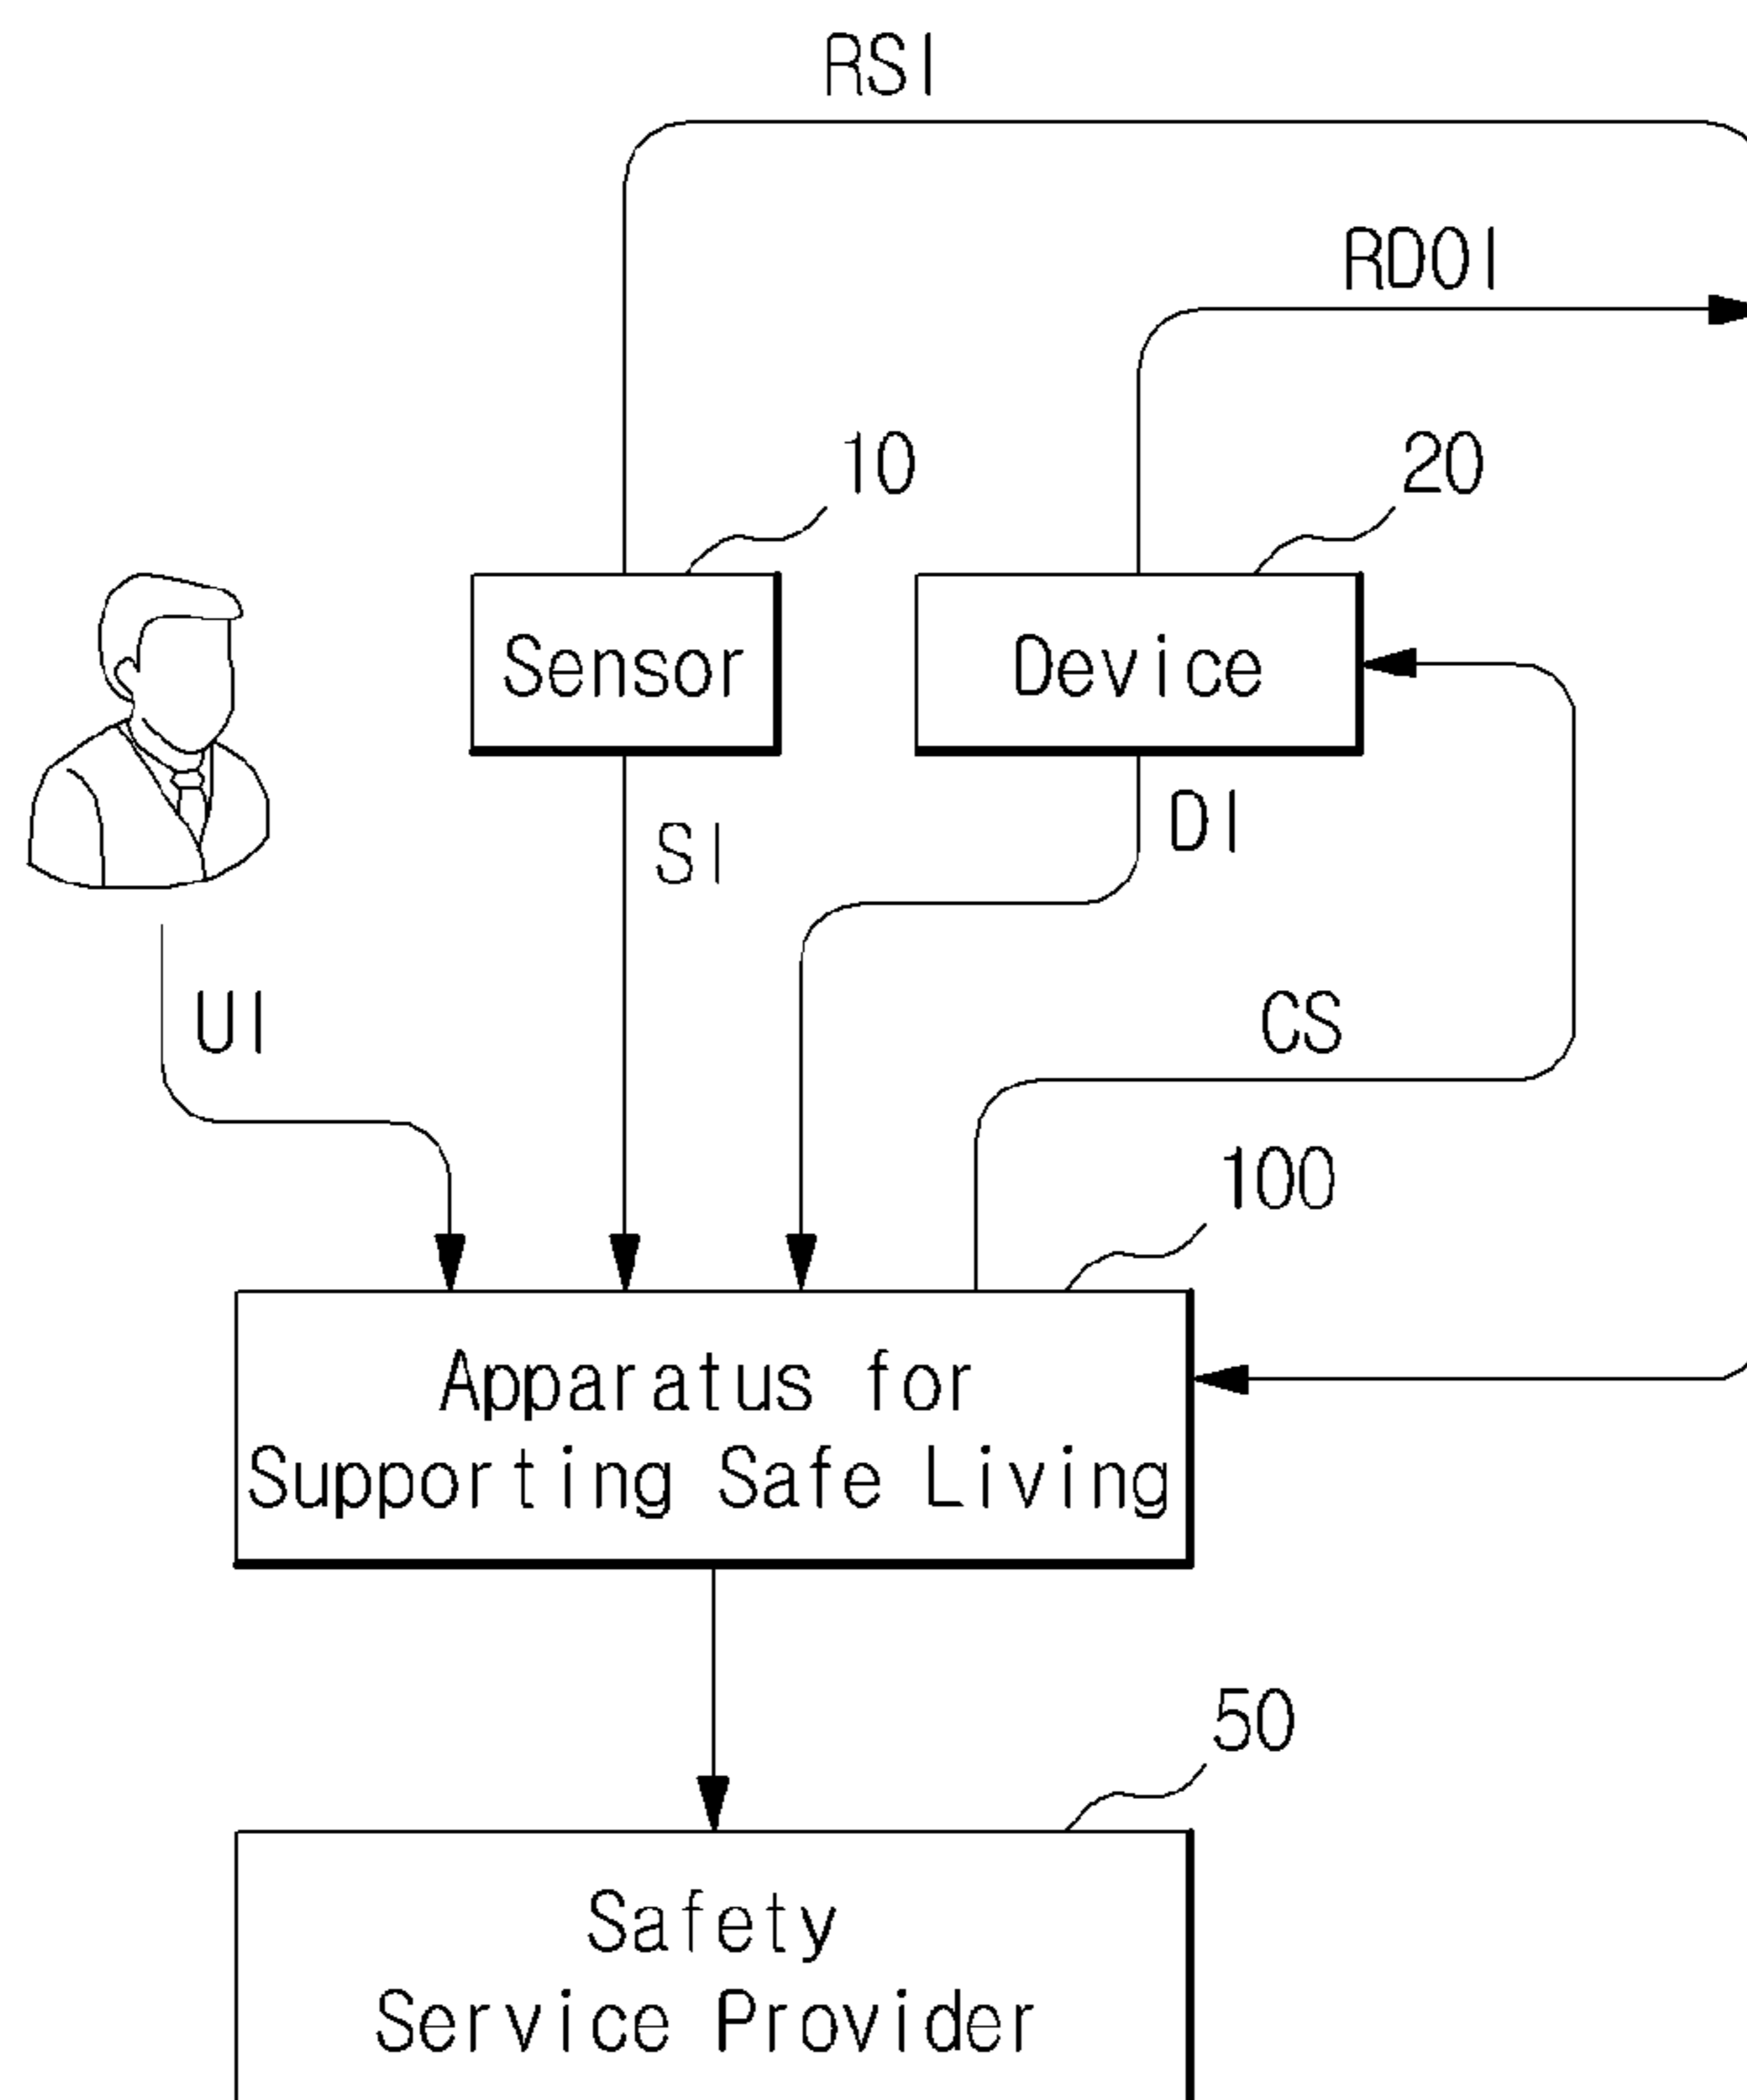 RSI
RDOI
10
20
Sensor
Device
SI
DI
UI
CS
100
Apparatus for
Supporting Safe Living
50
Safety
Service Provider